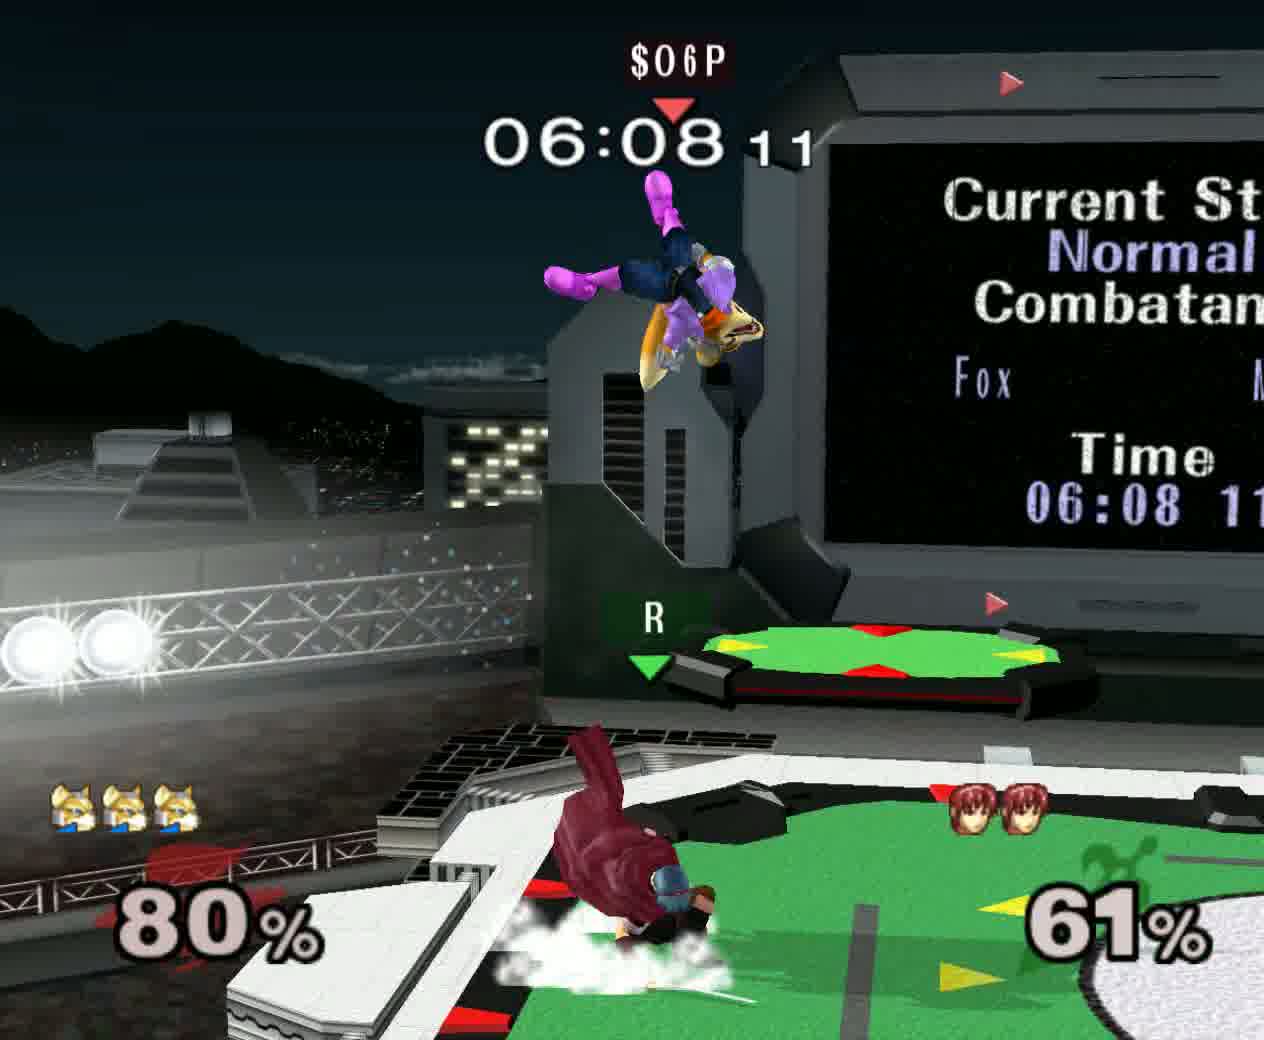 $06P
06:08 11
Current St
Normal
Combatan
Fox M
Time
06:08 11
R
80%
61%